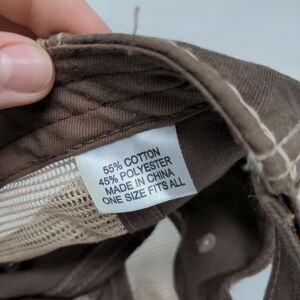 55% COTTON
45% POLYESTER
MADE IN CHINA
ONE SIZE FITS ALL